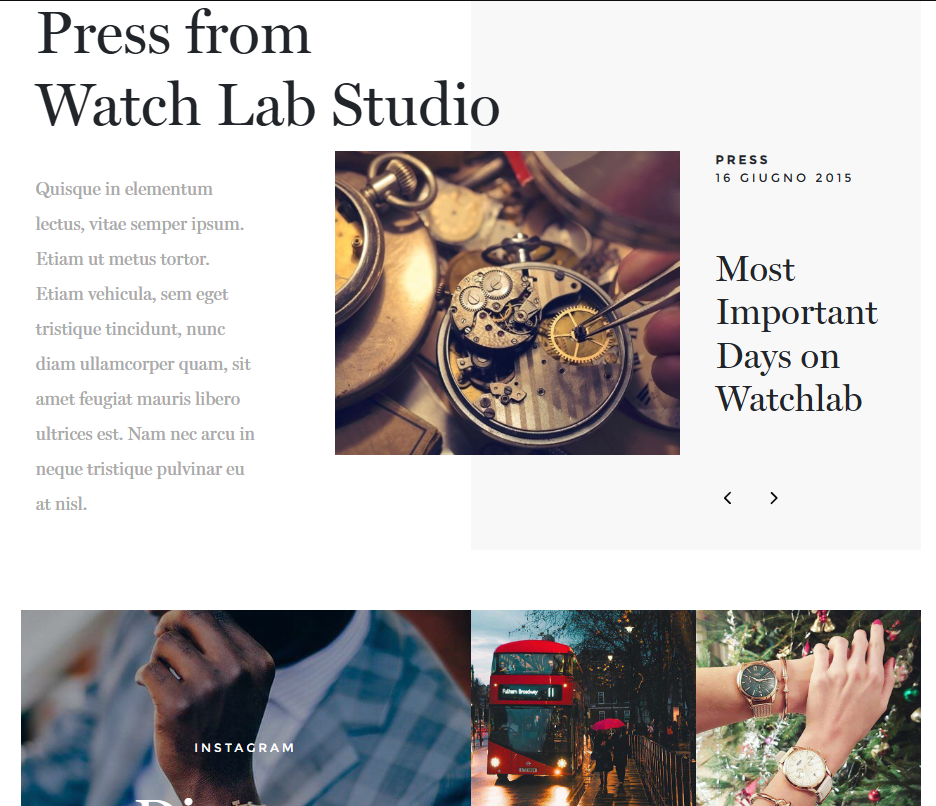 Press from
Watch Lab Studio
Quisque in elementum
lectus, vitae semper ipsum.
Etiam ut metus tortor.
Etiam vehicula, sem eget
tristique tincidunt, nunc
diam ullamcorper quam, sit
amet feugiat mauris libero
ultrices est. Nam nec arcu in
neque tristique pulvinar eu
at nisl.
PRESS
16 GIUGNO 2015
Most
Important
Days on
Watchlab
Fulham Broadway 11
INSTAGRAM